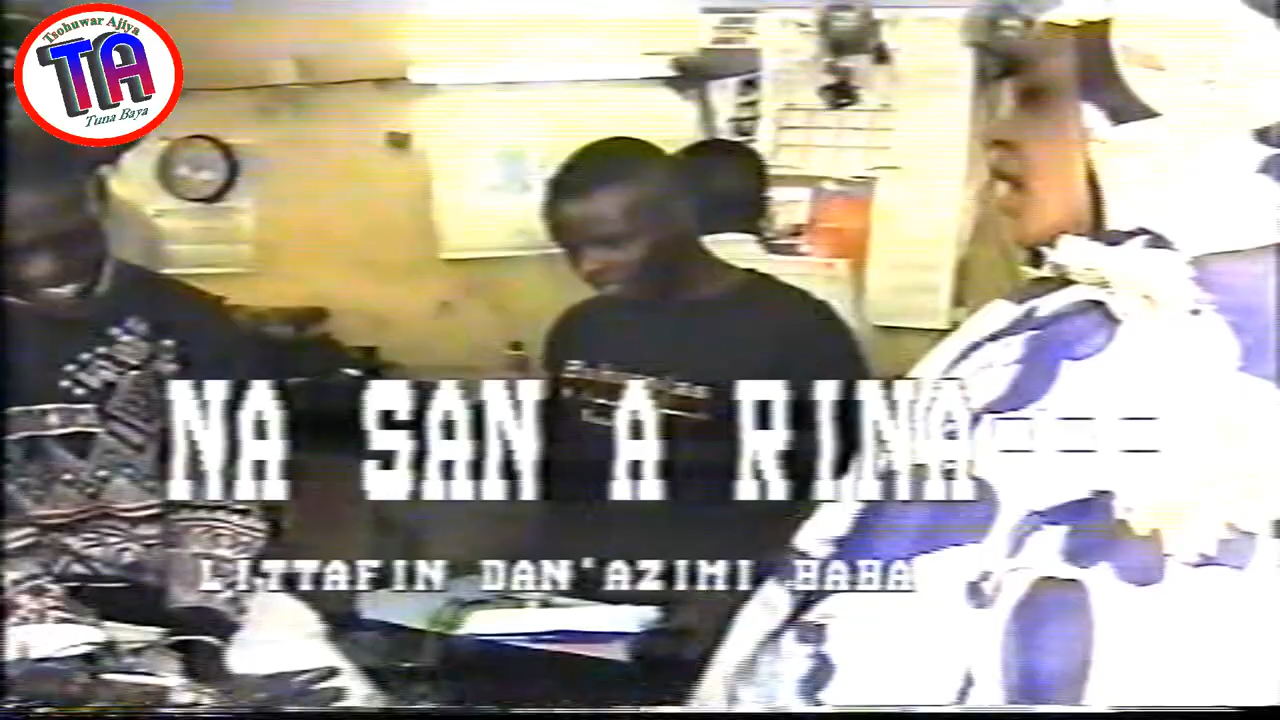 Tsohuwar Ajiya
TA
Tuna Baya
NA SAN A RINA---
LITTAFIN DAN'AZIMI BABA